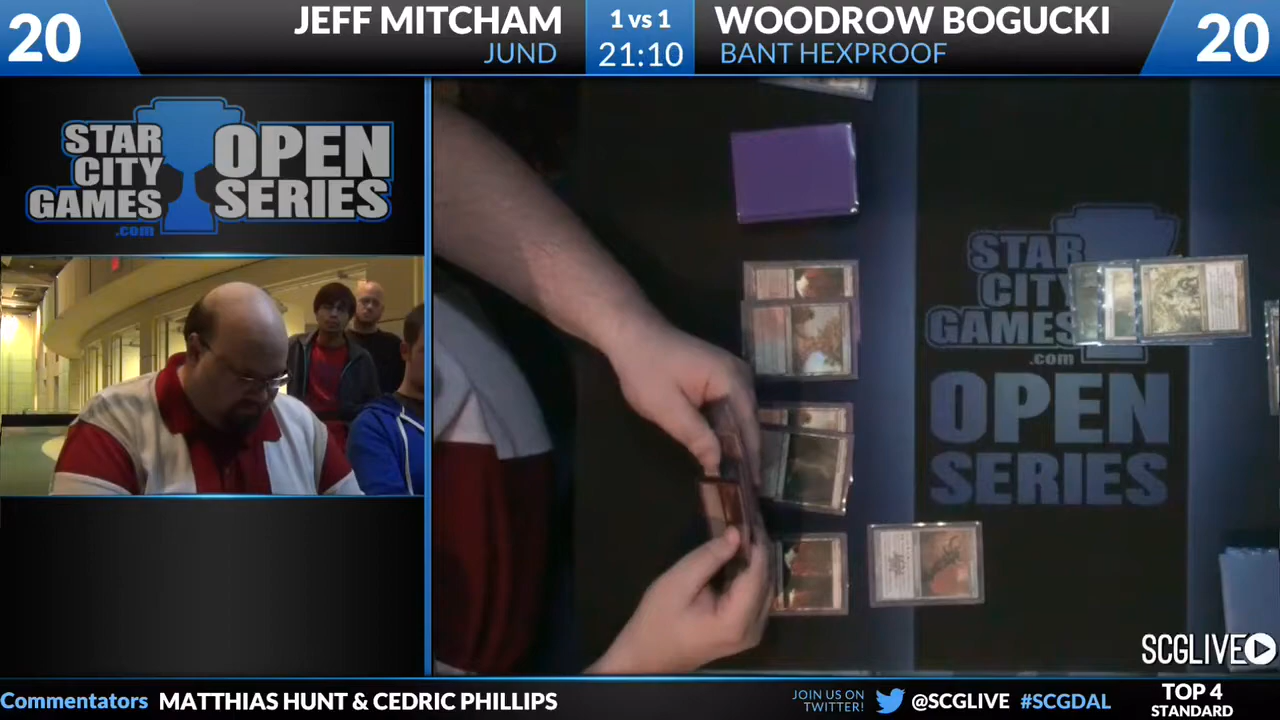 20
JEFF MITCHAM
JUND
1 vs 1
21:10
WOODROW BOGUCKI
BANT HEXPROOF
20
STAR
CITY
GAMES
.com
OPEN
SERIES
STAR
CITY
GAMES
.com
OPEN
SERIES
SCGLIVE
Commentators MATTHIAS HUNT & CEDRIC PHILLIPS
JOIN US ON
TWITTER!
@SCGLIVE #SCGDAL
TOP 4
STANDARD